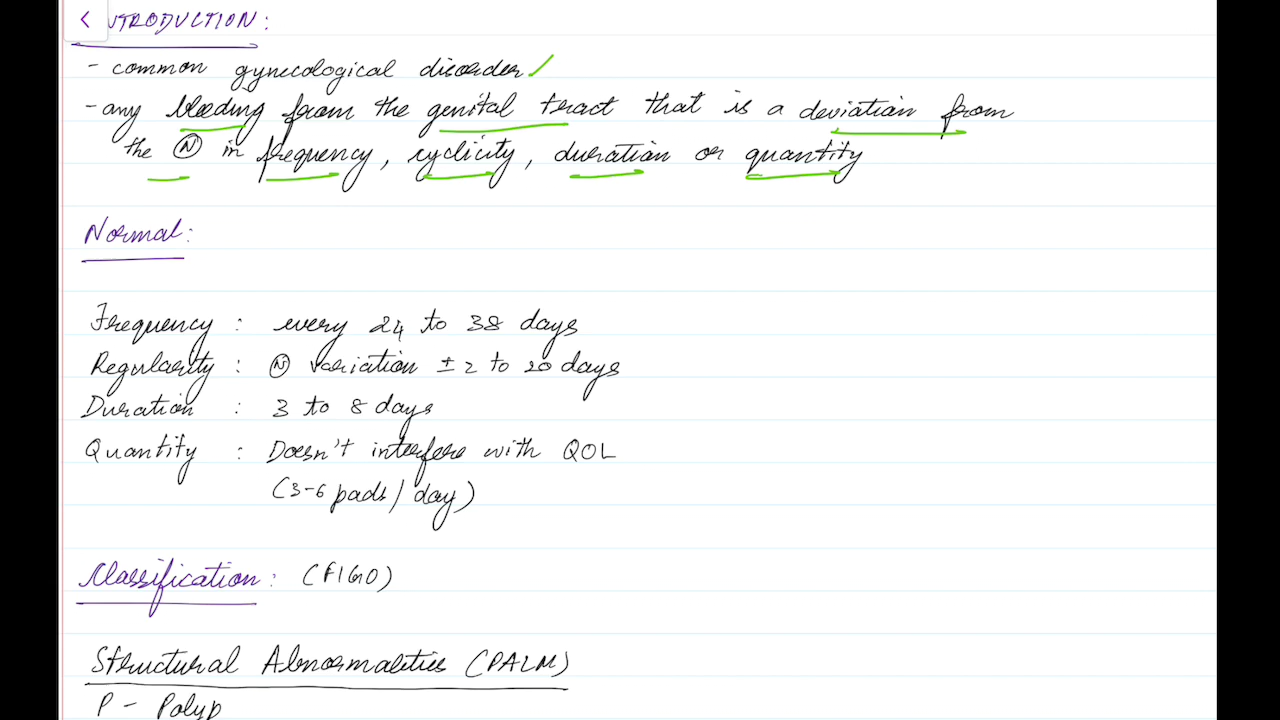 INTRODUCTION:
- common gynecological disorder
- any bleeding from the genital tract that is a deviation from
the Ⓝ in frequency, cyclicity, duration or quantity
Normal:
Frequency : every 24 to 38 days
Regularity : Ⓝ variation ± 2 to 20 days
Duration : 3 to 8 days
Quantity : Doesn't interfere with QOL
(3-6 pads/day)
Classification: (FIGO)
Structural Abnormalities (PALM)
P - Polyp